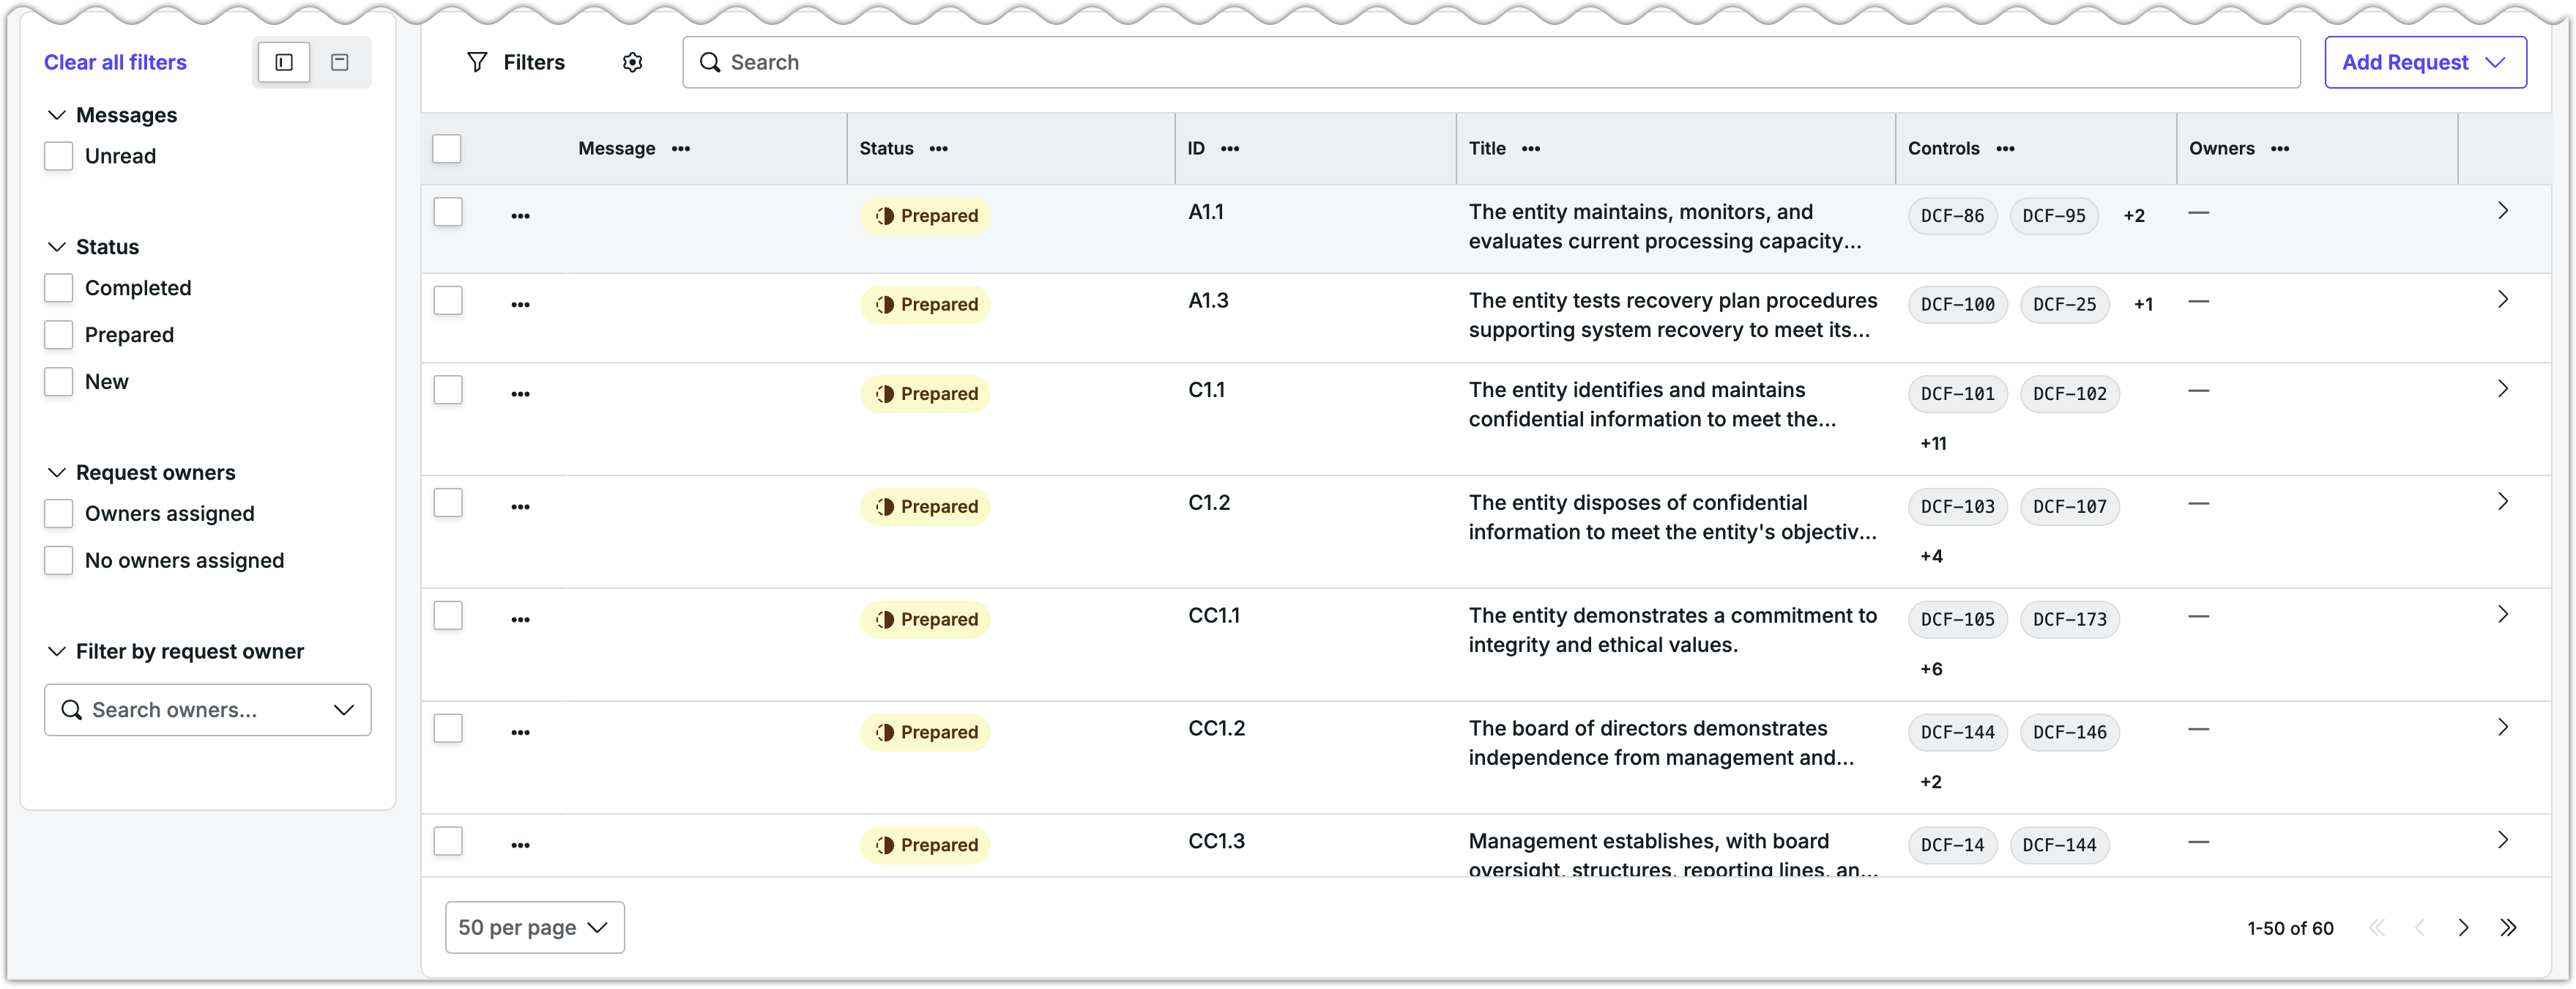 Clear all filters
Messages
Unread
Status
Completed
Prepared
New
Request owners
Owners assigned
No owners assigned
Filter by request owner
Search owners...
Filters
Search
Add Request
Message ••• Status ••• ID ••• Title ••• Controls ••• Owners •••
••• Prepared A1.1 The entity maintains, monitors, and DCF-86 DCF-95 +2 —
evaluates current processing capacity...
••• Prepared A1.3 The entity tests recovery plan procedures DCF-100 DCF-25 +1 —
supporting system recovery to meet its...
••• Prepared C1.1 The entity identifies and maintains DCF-101 DCF-102 —
confidential information to meet the...
+11
••• Prepared C1.2 The entity disposes of confidential DCF-103 DCF-107 —
information to meet the entity's objectiv...
+4
••• Prepared CC1.1 The entity demonstrates a commitment to DCF-105 DCF-173 —
integrity and ethical values.
+6
••• Prepared CC1.2 The board of directors demonstrates DCF-144 DCF-146 —
independence from management and...
+2
••• Prepared CC1.3 Management establishes, with board DCF-14 DCF-144 —
oversight, structures, reporting lines, an...
50 per page
1-50 of 60